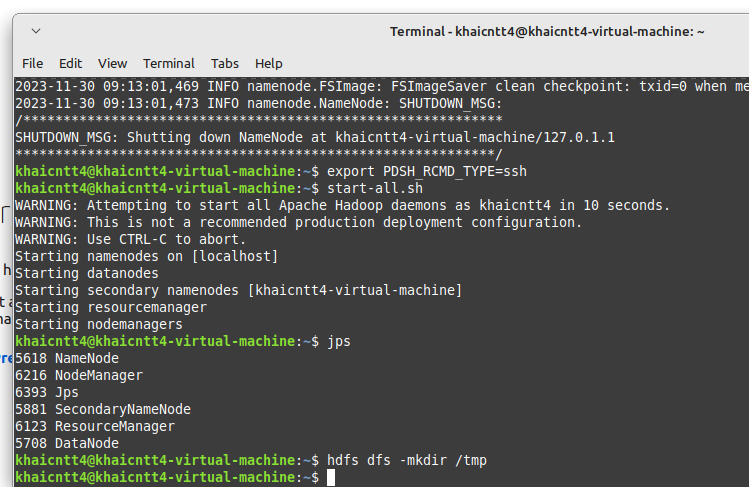 Terminal - khaicntt4@khaicntt4-virtual-machine: ~
File Edit View Terminal Tabs Help
2023-11-30 09:13:01,469 INFO namenode.FSImage: FSImageSaver clean checkpoint: txid=0 when me
2023-11-30 09:13:01,473 INFO namenode.NameNode: SHUTDOWN_MSG:
/************************************************************
SHUTDOWN_MSG: Shutting down NameNode at khaicntt4-virtual-machine/127.0.1.1
************************************************************/
khaicntt4@khaicntt4-virtual-machine:~$ export PDSH_RCMD_TYPE=ssh
khaicntt4@khaicntt4-virtual-machine:~$ start-all.sh
WARNING: Attempting to start all Apache Hadoop daemons as khaicntt4 in 10 seconds.
WARNING: This is not a recommended production deployment configuration.
WARNING: Use CTRL-C to abort.
Starting namenodes on [localhost]
Starting datanodes
Starting secondary namenodes [khaicntt4-virtual-machine]
Starting resourcemanager
Starting nodemanagers
khaicntt4@khaicntt4-virtual-machine:~$ jps
5618 NameNode
6216 NodeManager
6393 Jps
5881 SecondaryNameNode
6123 ResourceManager
5708 DataNode
khaicntt4@khaicntt4-virtual-machine:~$ hdfs dfs -mkdir /tmp
khaicntt4@khaicntt4-virtual-machine:~$